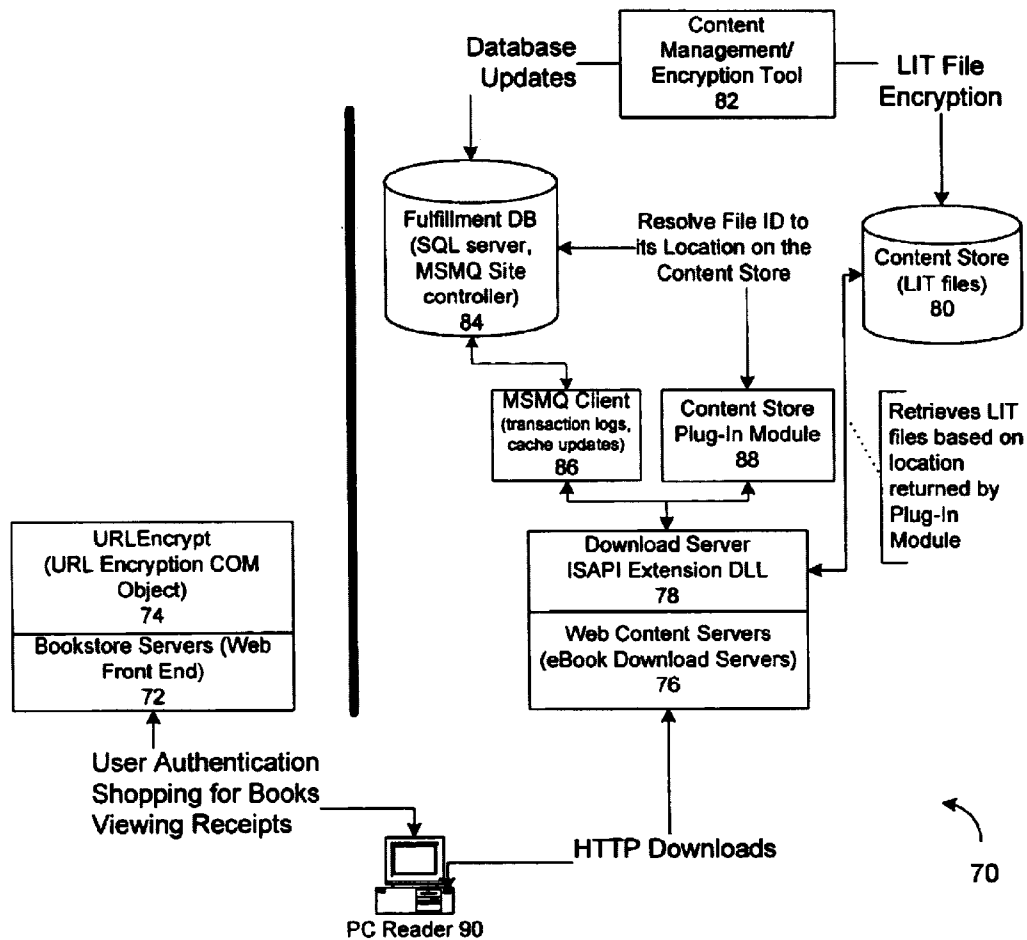 Content
Management/
Encryption Tool
82
Database
Updates
LIT File
Encryption
Fulfillment DB
(SQL server,
MSMQ Site
controller)
84
Resolve File ID to
its Location on the
Content Store
Content Store
(LIT files)
80
MSMQ Client
(transaction logs,
cache updates)
86
Content Store
Plug-In Module
88
Retrieves LIT
files based on
location
returned by
Plug-In
Module
URLEncrypt
(URL Encryption COM
Object)
74
Bookstore Servers (Web
Front End)
72
Download Server
ISAPI Extension DLL
78
Web Content Servers
(eBook Download Servers)
76
User Authentication
Shopping for Books
Viewing Receipts
HTTP Downloads
70
PC Reader 90